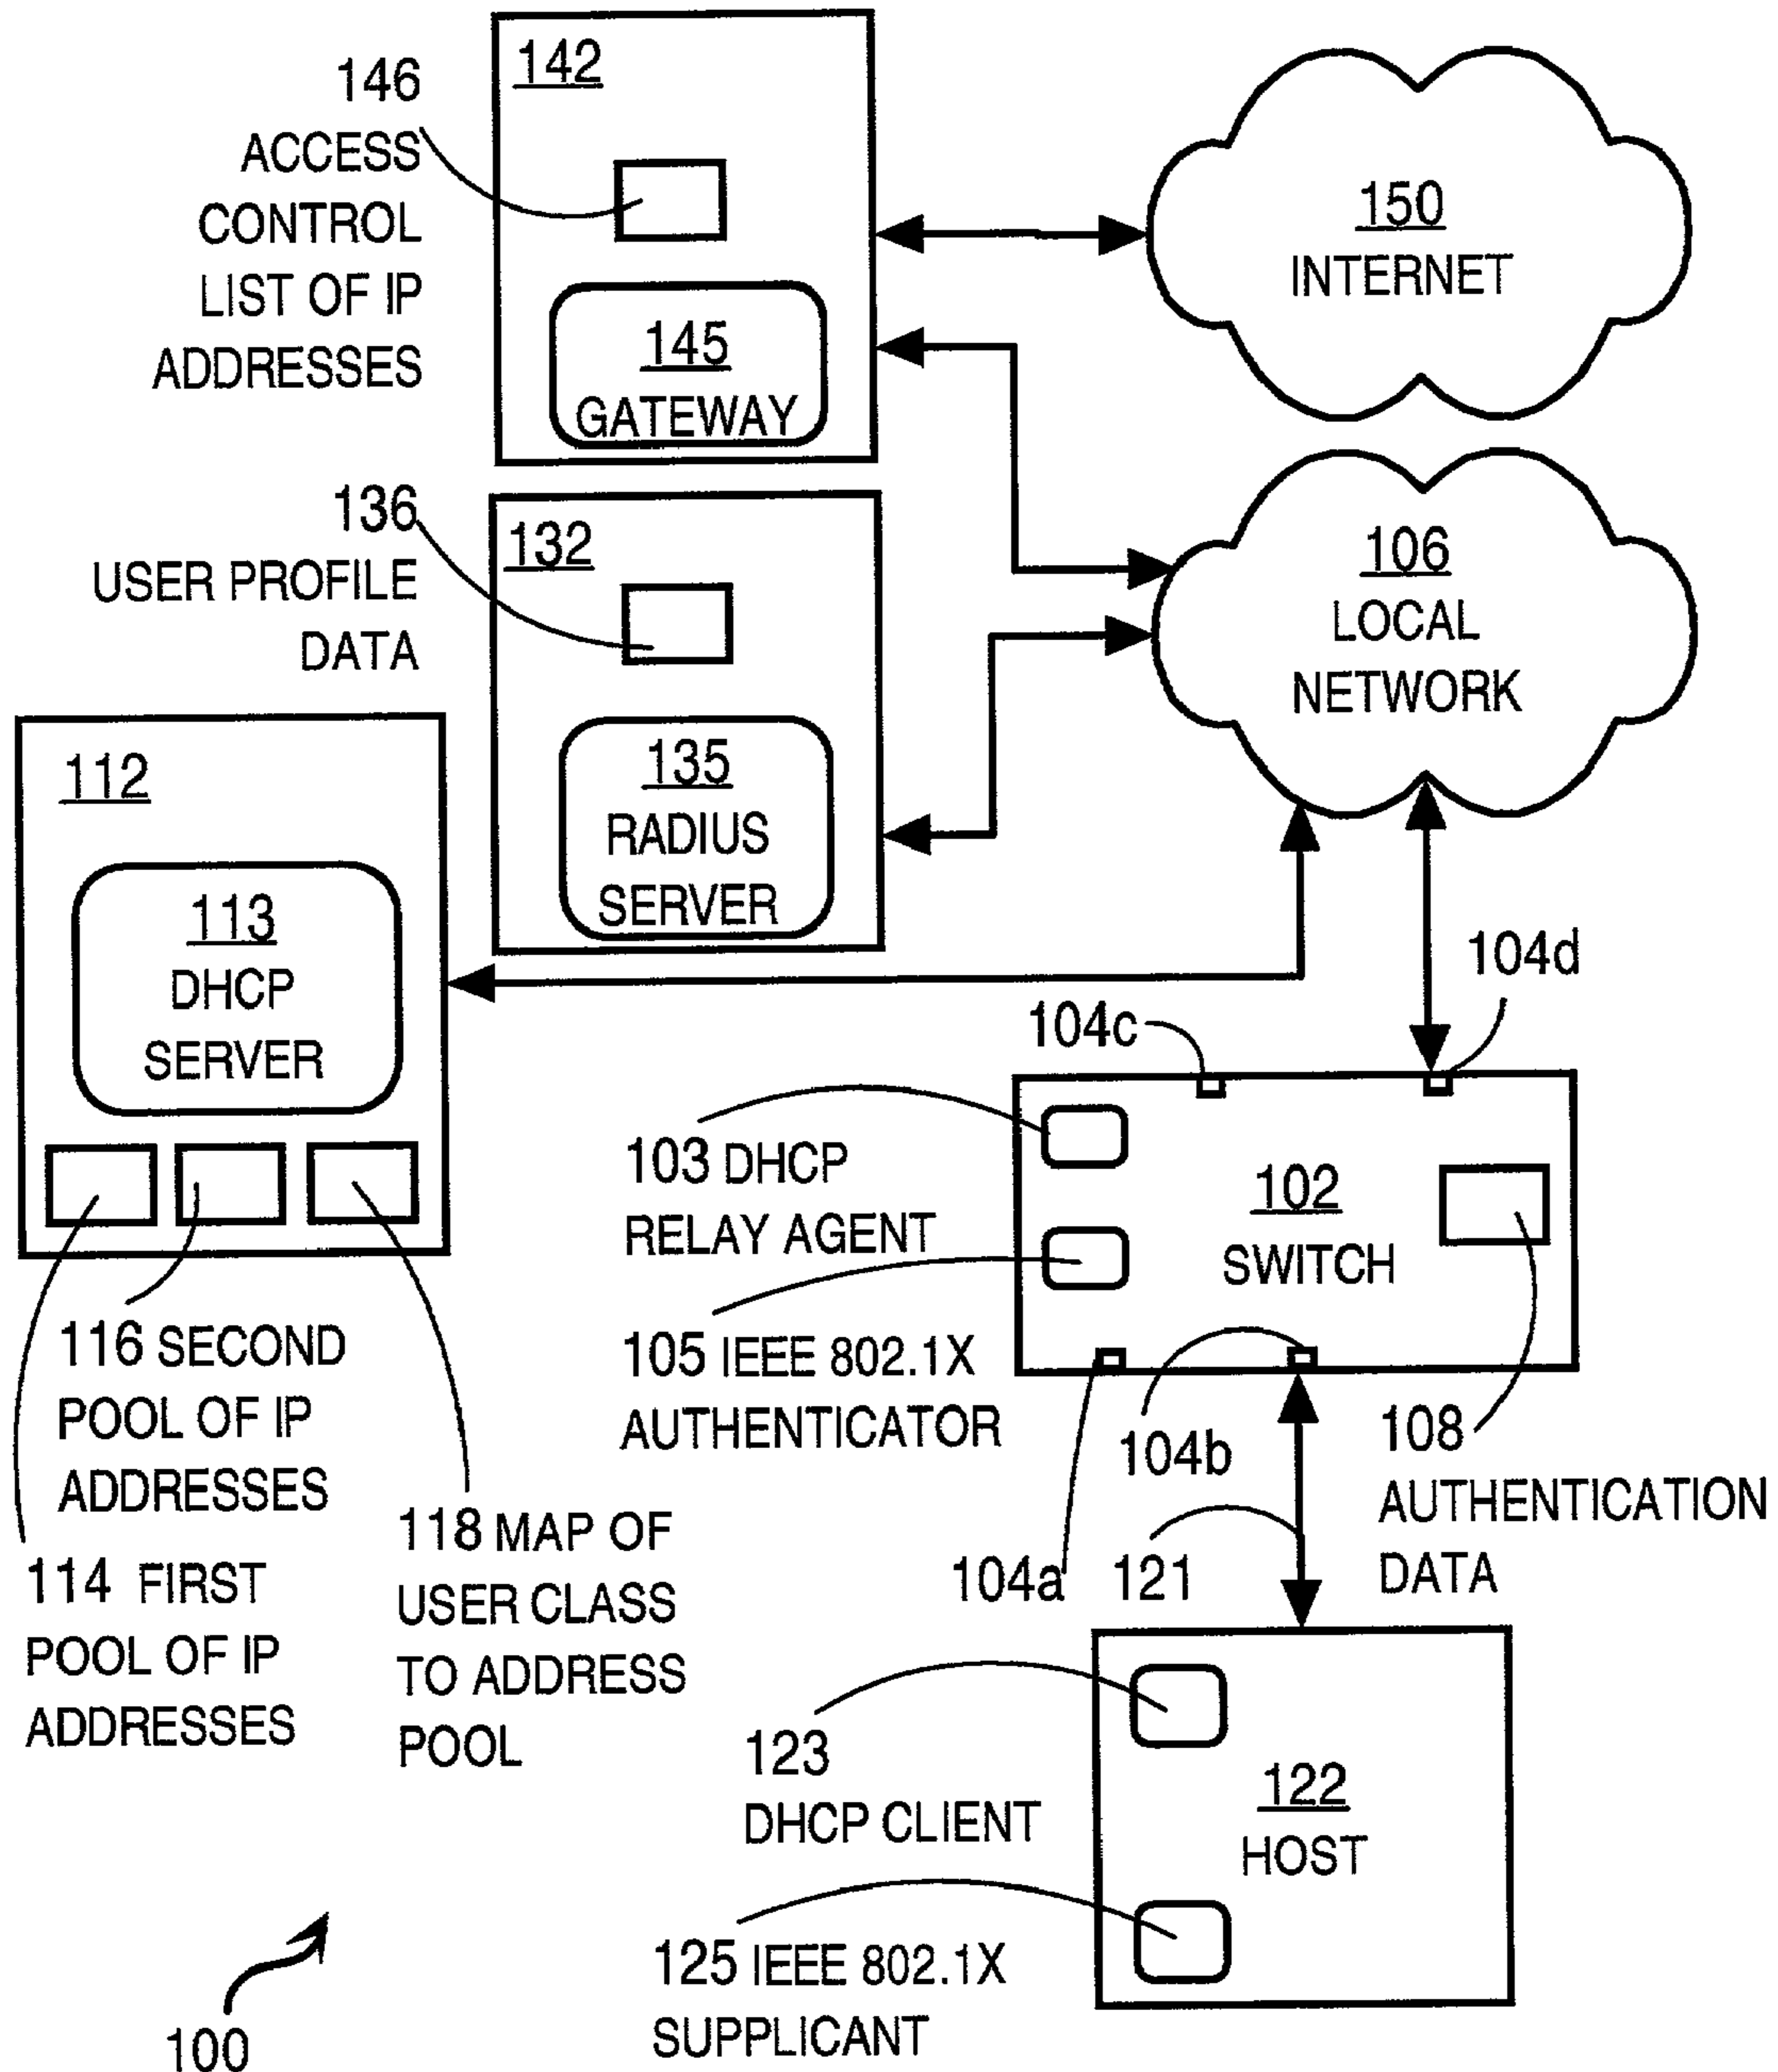 142
146
ACCESS
CONTROL
LIST OF IP
ADDRESSES
145
GATEWAY
150
INTERNET
136
USER PROFILE
DATA
132
135
RADIUS
SERVER
106
LOCAL
NETWORK
112
113
DHCP
SERVER
104d
104c
103 DHCP
RELAY AGENT
102
SWITCH
105 IEEE 802.1X
AUTHENTICATOR
116 SECOND
POOL OF IP
ADDRESSES
104b
108
AUTHENTICATION
DATA
118 MAP OF
USER CLASS
TO ADDRESS
POOL
104a
121
114 FIRST
POOL OF IP
ADDRESSES
123
DHCP CLIENT
122
HOST
125 IEEE 802.1X
SUPPLICANT
100